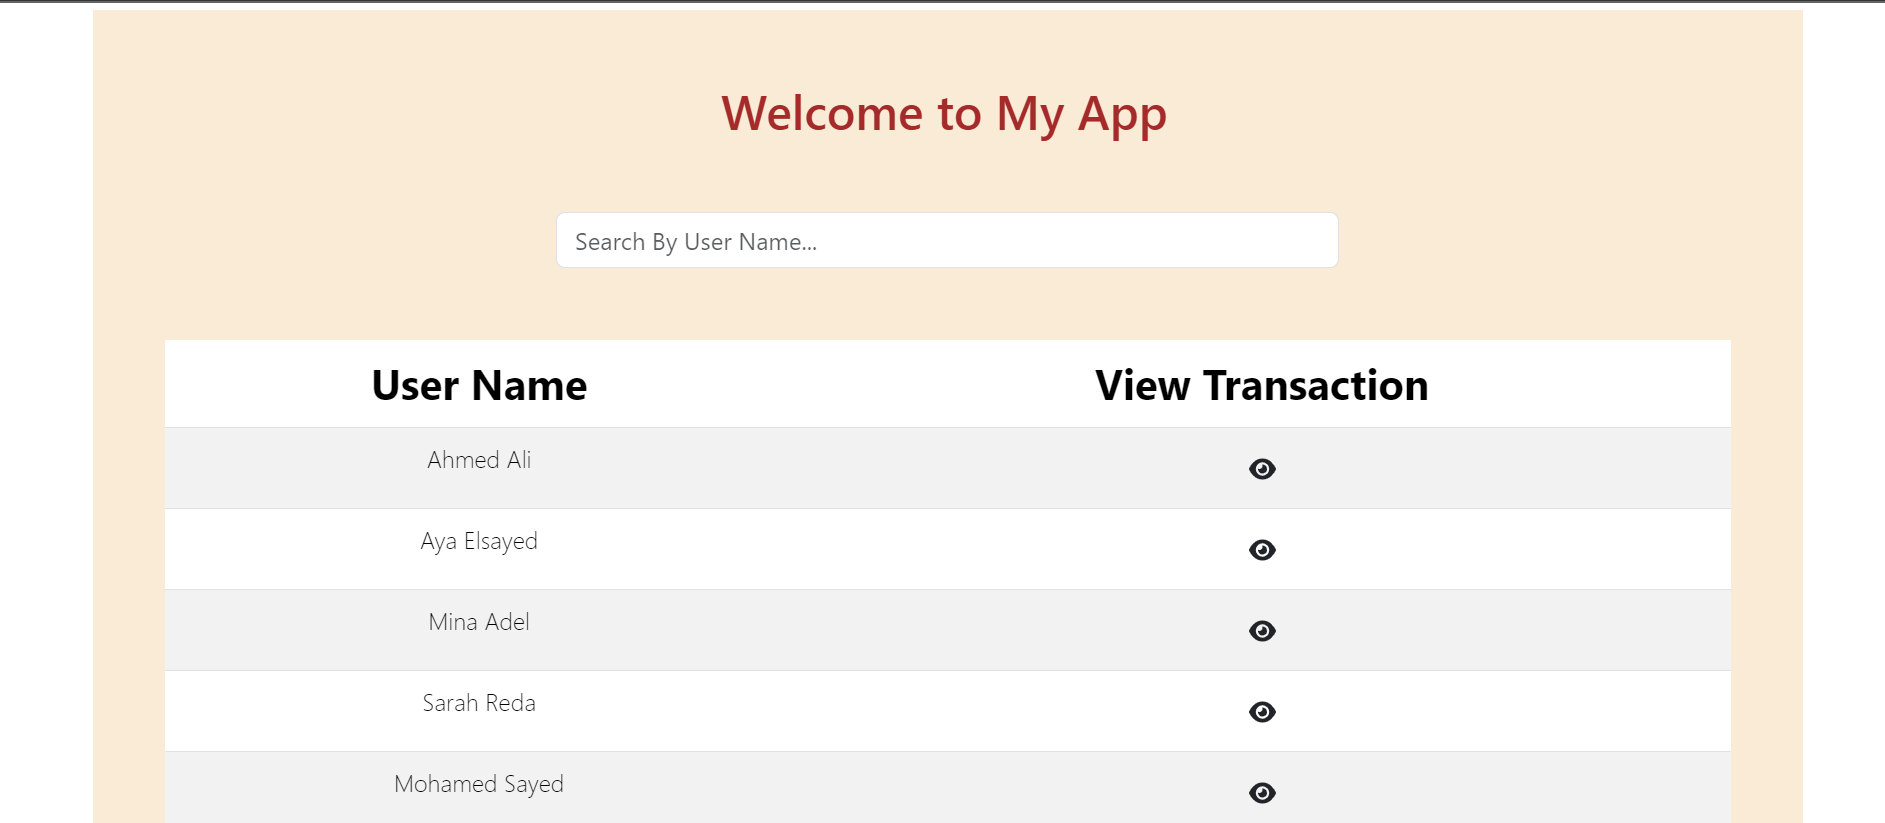 Welcome to My App
Search By User Name...
User Name View Transaction
Ahmed Ali
Aya Elsayed
Mina Adel
Sarah Reda
Mohamed Sayed